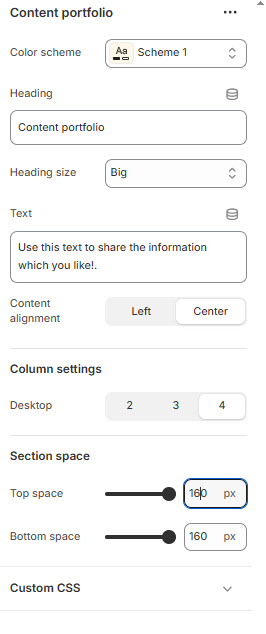 Content portfolio
Color scheme
Aa
Scheme 1
Heading
Content portfolio
Heading size
Big
Text
Use this text to share the information
which you like!.
Content
alignment
Left
Center
Column settings
Desktop
2
3
4
Section space
Top space
160
px
Bottom space
160
px
Custom CSS